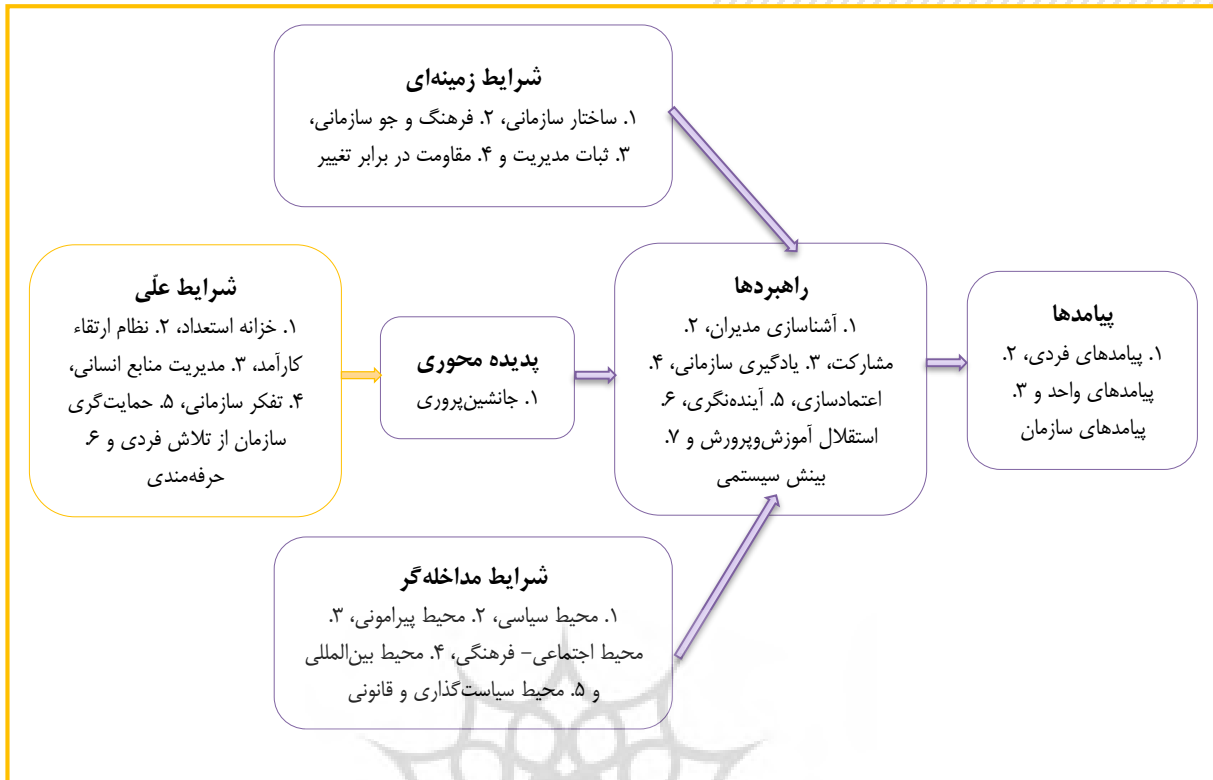 شرایط زمینه‌ای
۱. ساختار سازمانی، ۲. فرهنگ و جو سازمانی،
۳. ثبات مدیریت و ۴. مقاومت در برابر تغییر
شرایط علّی
۱. خزانه استعداد، ۲. نظام ارتقاء
کارآمد، ۳. مدیریت منابع انسانی،
۴. تفکر سازمانی، ۵. حمایت‌گری
سازمان از تلاش فردی و ۶.
حرفه‌مندی
پدیده محوری
۱. جانشین‌پروری
راهبردها
۱. آشناسازی مدیران، ۲.
مشارکت، ۳. یادگیری سازمانی، ۴.
اعتمادسازی، ۵. آینده‌نگری، ۶.
استقلال آموزش‌وپرورش و ۷.
بینش سیستمی
پیامدها
۱. پیامدهای فردی، ۲.
پیامدهای واحد و ۳.
پیامدهای سازمان
شرایط مداخله‌گر
۱. محیط سیاسی، ۲. محیط پیرامونی، ۳.
محیط اجتماعی- فرهنگی، ۴. محیط بین‌المللی
و ۵. محیط سیاست‌گذاری و قانونی